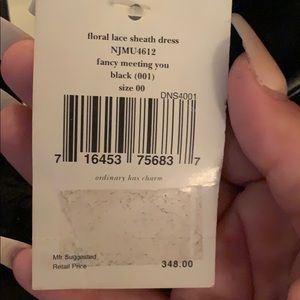 floral lace sheath dress
NJMU4612
fancy meeting you
black (001)
size 00
DNS4001
7 16453 75683 7
ordinary has charm
Mfr Suggested
Retail Price 348.00